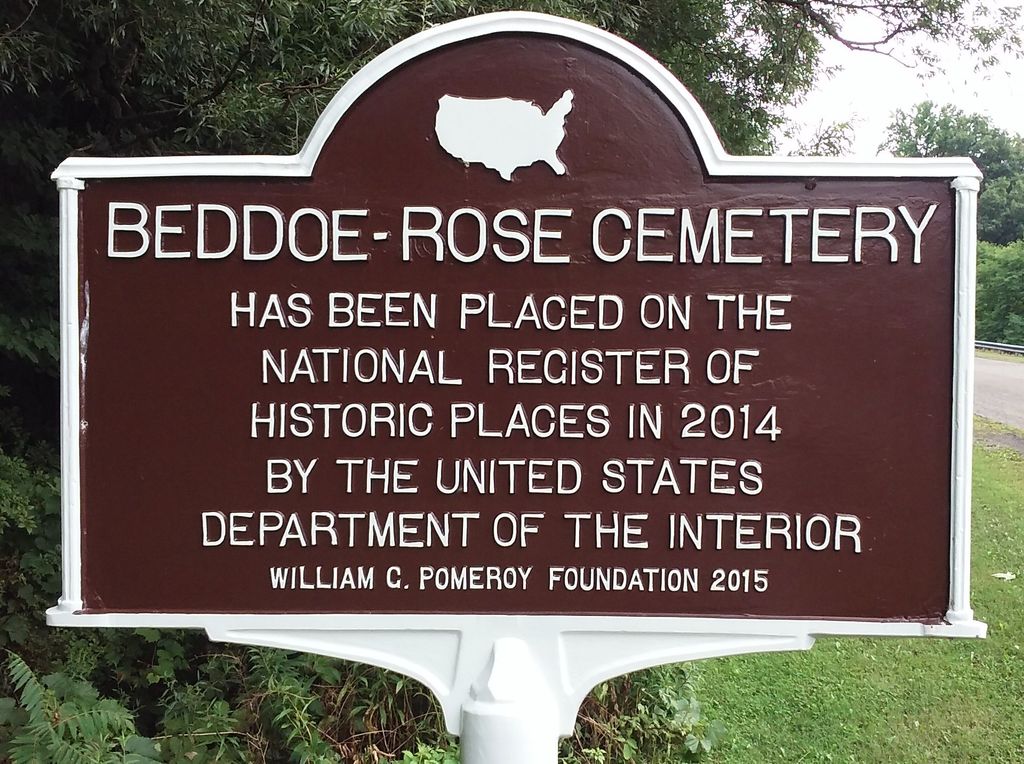 BEDDOE-ROSE CEMETERY
HAS BEEN PLACED ON THE
NATIONAL REGISTER OF
HISTORIC PLACES IN 2014
BY THE UNITED STATES
DEPARTMENT OF THE INTERIOR
WILLIAM G. POMEROY FOUNDATION 2015